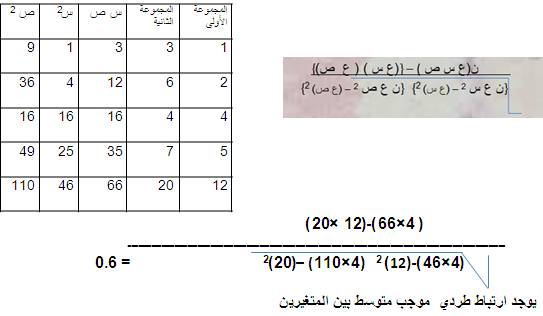 المجموعة الأولى	المجموعة الثانية	س ص	س2	ص 2
1	3	3	1	9
2	6	12	4	36
4	4	16	16	16
5	7	35	25	49
12	20	66	46	110
ن(ع س ص ) – {(ع س ) ( ع ص)}
{ن ع س 2 – (ع س) 2} {ن ع ص 2 – (ع ص) 2}
(20× 12)-(66×4 )
0.6 = 2(20)– (110×4) 2(12)-(46×4)
يوجد ارتباط طردي موجب متوسط بين المتغيرين